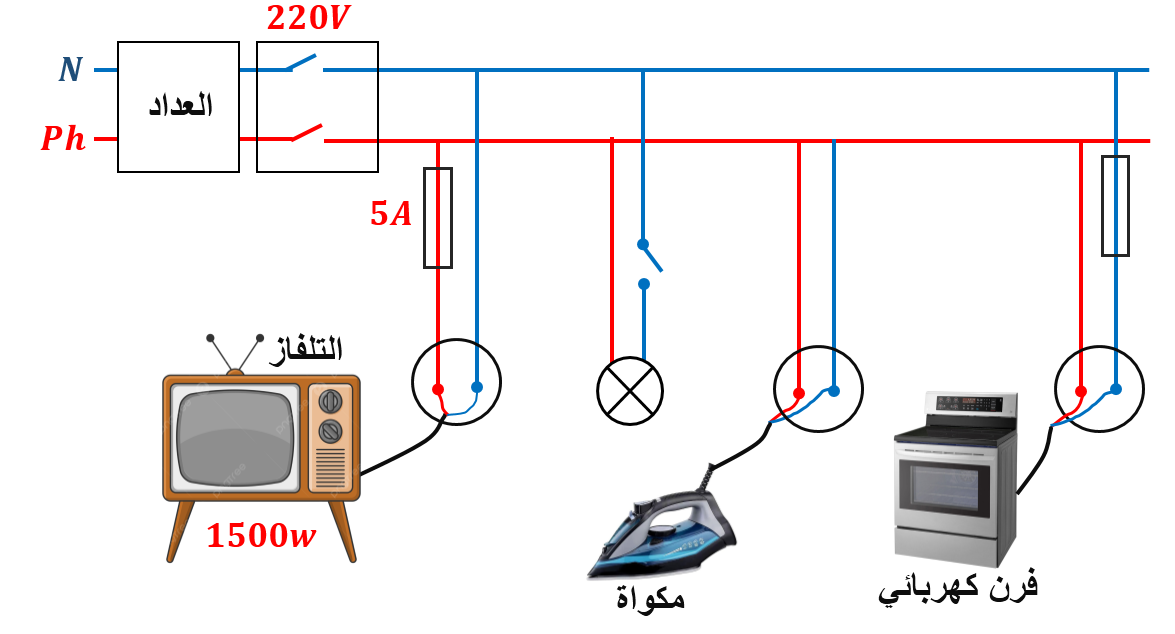 220V
N
العداد
Ph
5A
التلفاز
1500w
مكواة
فرن كهربائي